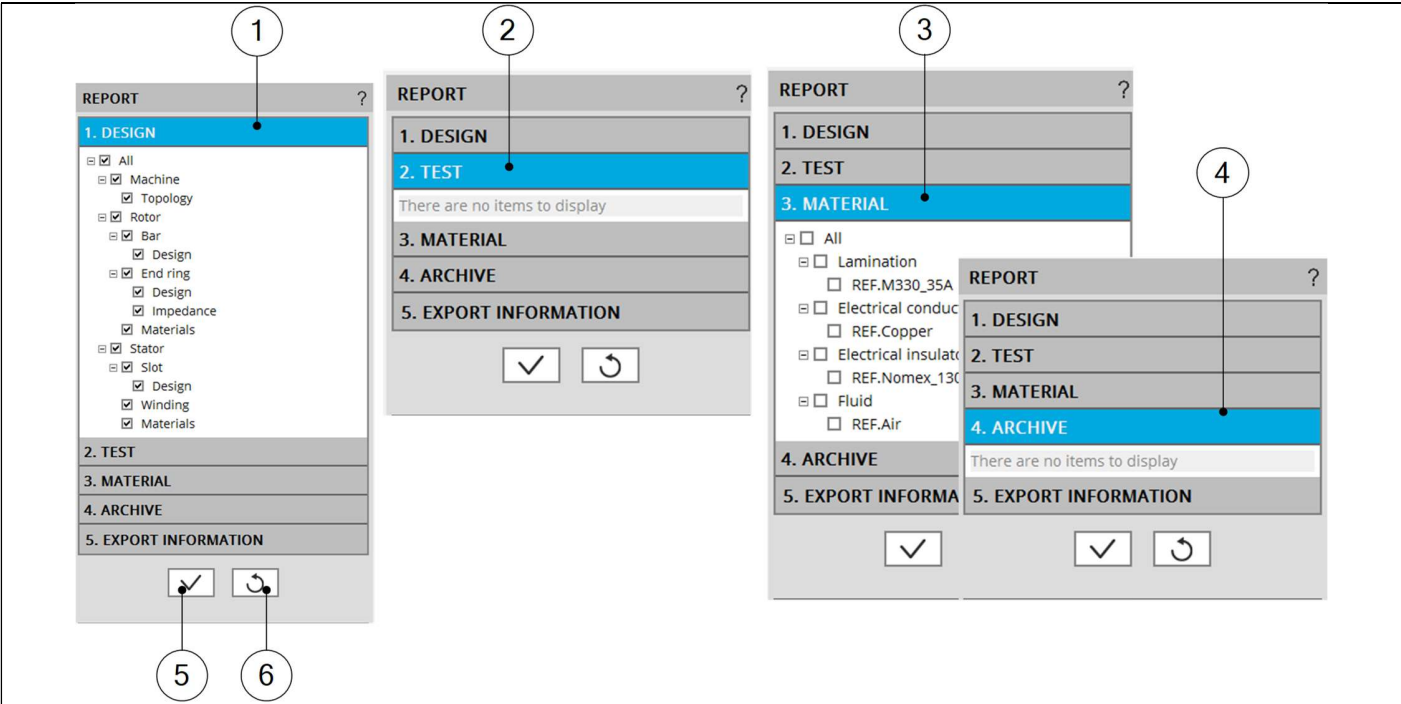 1
2
3
4
REPORT ?
1. DESIGN
All
Machine
Topology
Rotor
Bar
Design
End ring
Design
Impedance
Materials
Stator
Slot
Design
Winding
Materials
2. TEST
3. MATERIAL
4. ARCHIVE
5. EXPORT INFORMATION
5
6
REPORT ?
1. DESIGN
2. TEST
There are no items to display
3. MATERIAL
4. ARCHIVE
5. EXPORT INFORMATION
REPORT ?
1. DESIGN
2. TEST
3. MATERIAL
All
Lamination
REF.M330_35A
Electrical conduc
REF.Copper
Electrical insulato
REF.Nomex_130
Fluid
REF.Air
4. ARCHIVE
5. EXPORT INFORMA
REPORT ?
1. DESIGN
2. TEST
3. MATERIAL
4. ARCHIVE
There are no items to display
5. EXPORT INFORMATION